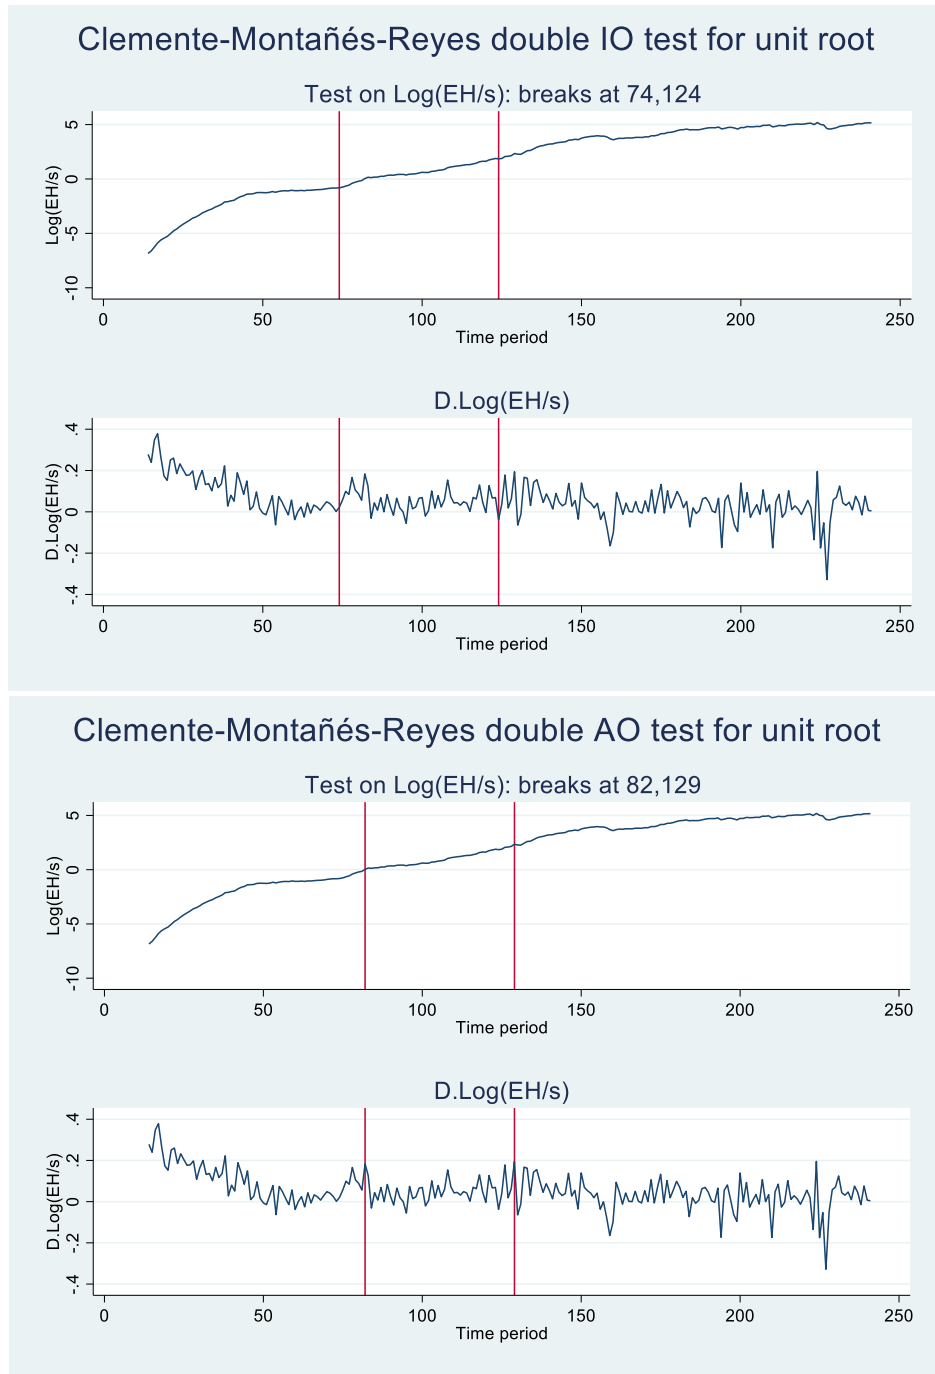 Clemente-Montañés-Reyes double IO test for unit root
Test on Log(EH/s): breaks at 74,124
Log(EH/s)
5
0
-5
-10
0 50 100 150 200 250
Time period
D.Log(EH/s)
D.Log(EH/s)
.4
.2
0
-.2
-.4
0 50 100 150 200 250
Time period
Clemente-Montañés-Reyes double AO test for unit root
Test on Log(EH/s): breaks at 82,129
Log(EH/s)
5
0
-5
-10
0 50 100 150 200 250
Time period
D.Log(EH/s)
D.Log(EH/s)
.4
.2
0
-.2
-.4
0 50 100 150 200 250
Time period